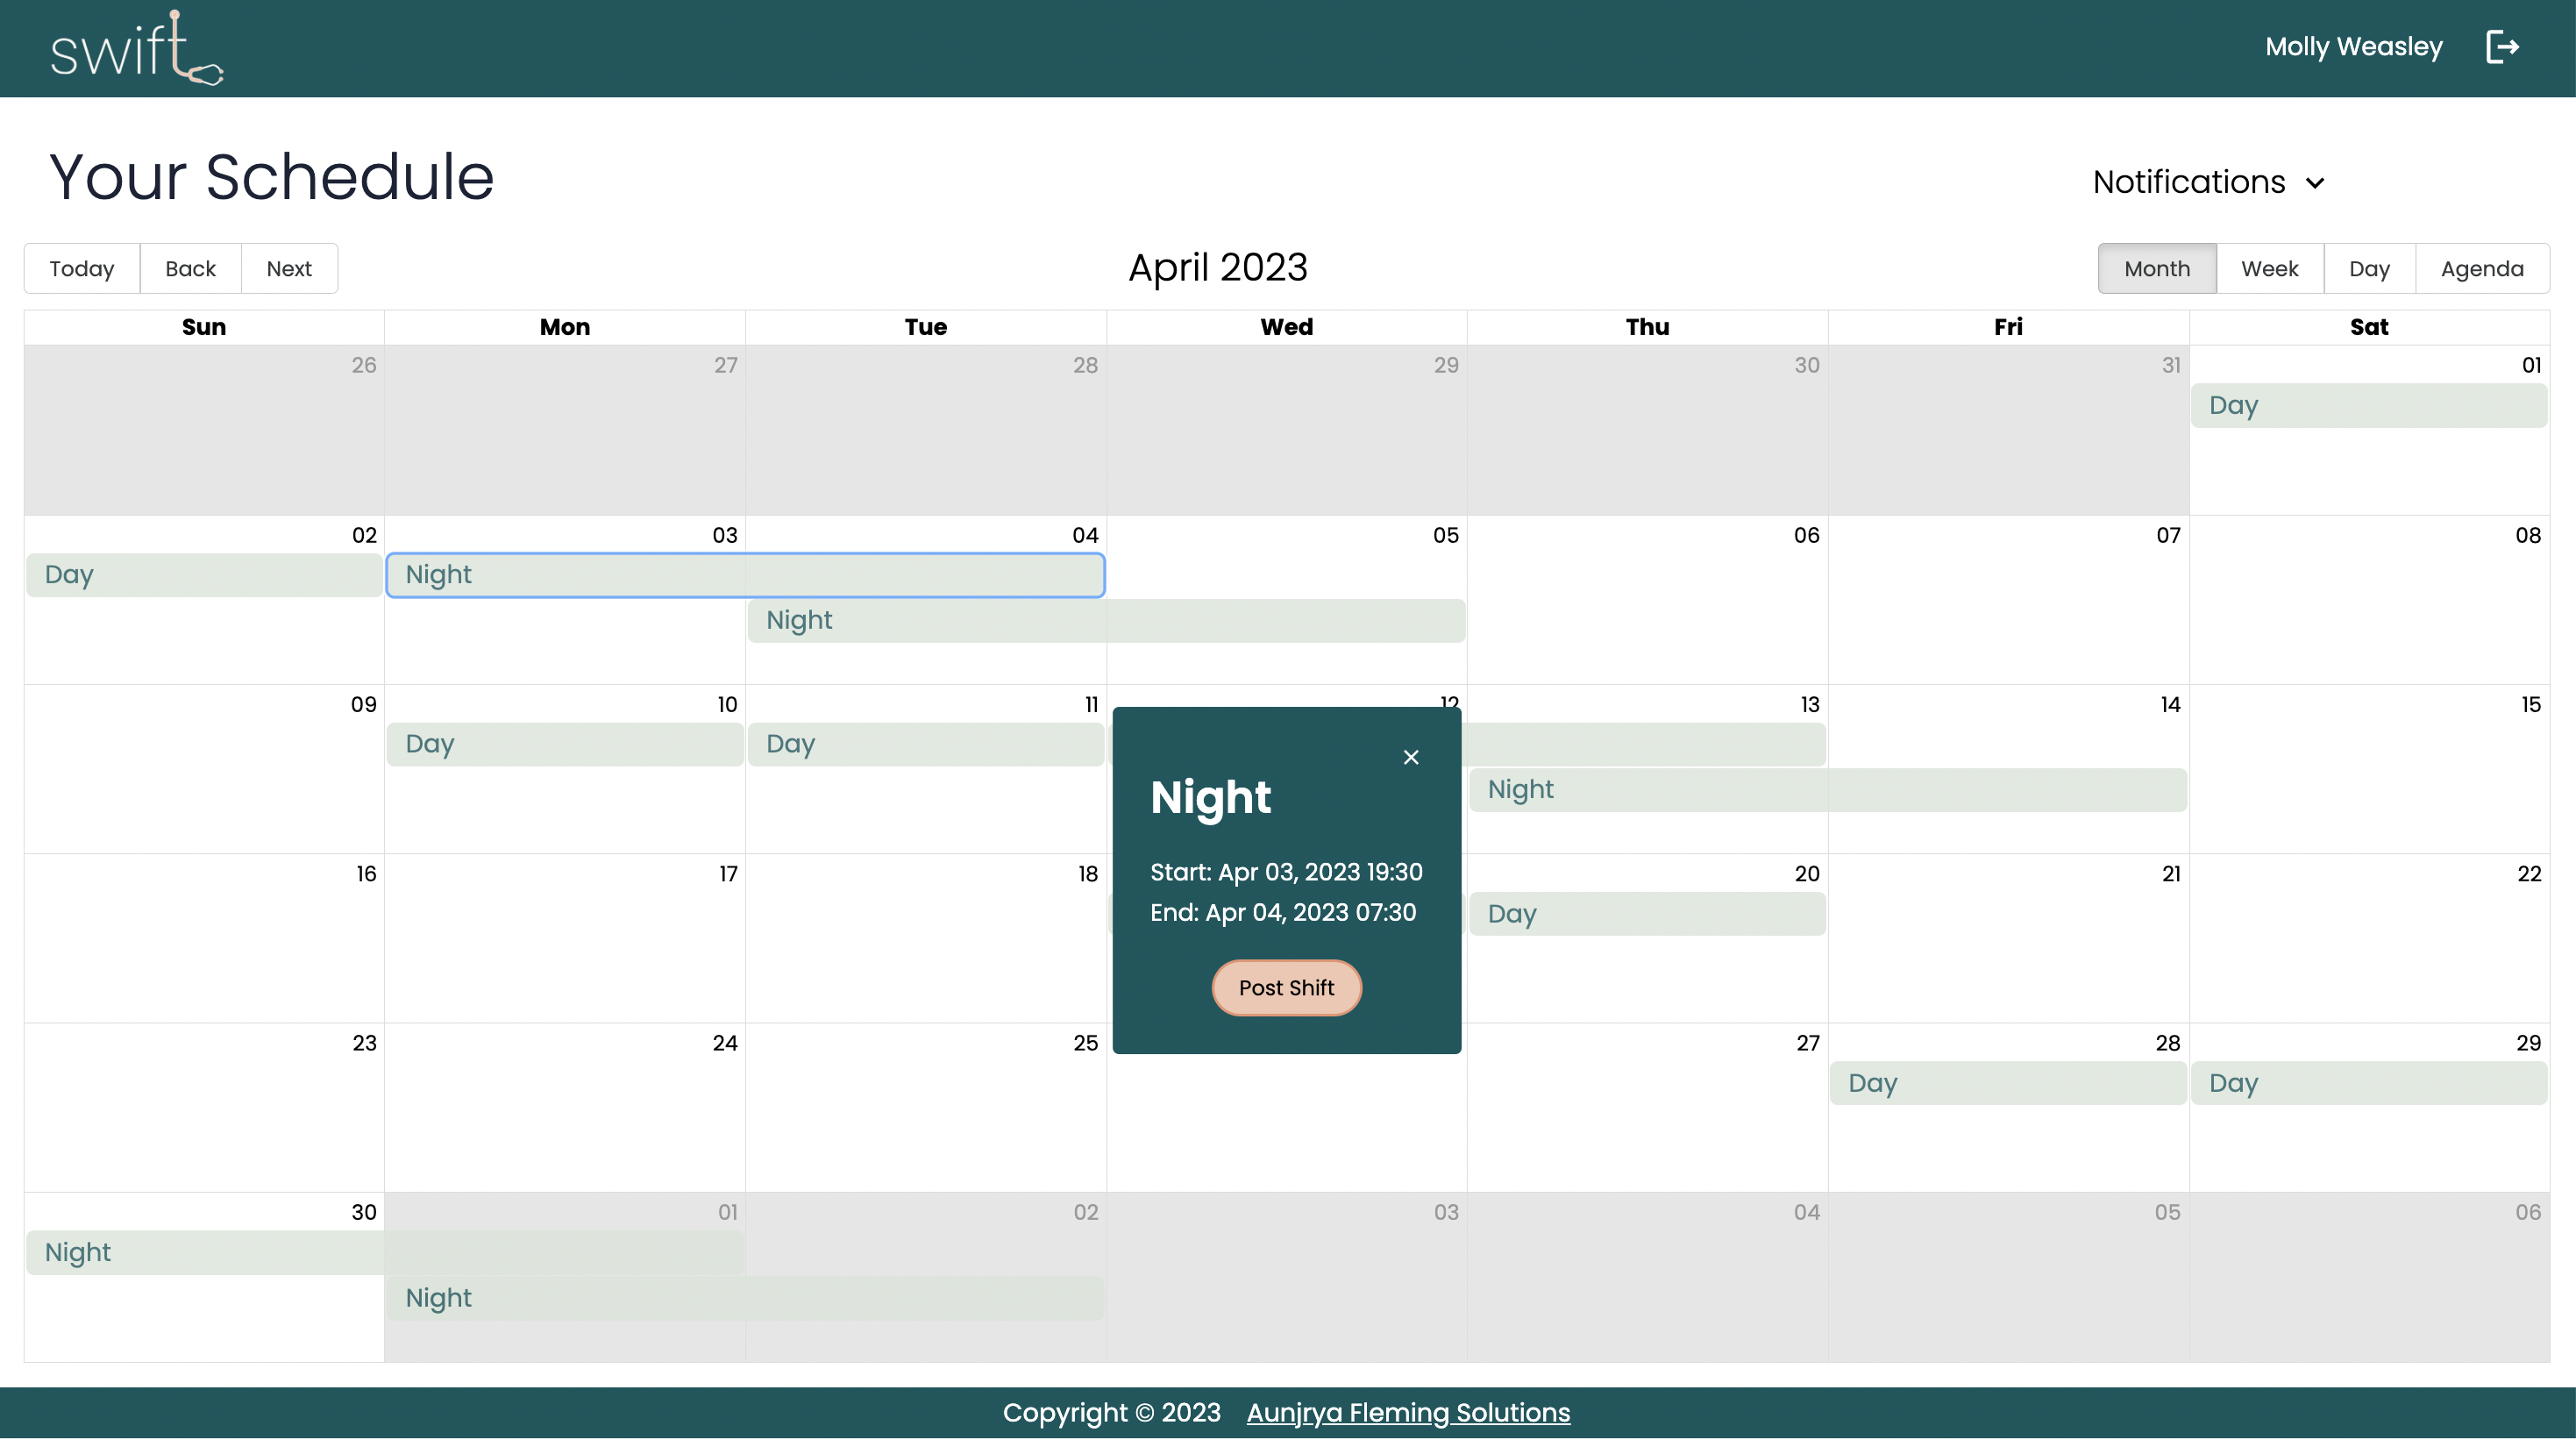 swift
Molly Weasley
Your Schedule
Notifications
Today Back Next
April 2023
Month Week Day Agenda
Sun Mon Tue Wed Thu Fri Sat
26 27 28 29 30 31 01
Day
02 03 04 05 06 07 08
Day Night
Night
09 10 11 12 13 14 15
Day Day
Night
16 17 18 20 21 22
Day
23 24 25 27 28 29
Day Day
30 01 02 03 04 05 06
Night
Night
Night
Start: Apr 03, 2023 19:30
End: Apr 04, 2023 07:30
Post Shift
Copyright © 2023 Aunjrya Fleming Solutions